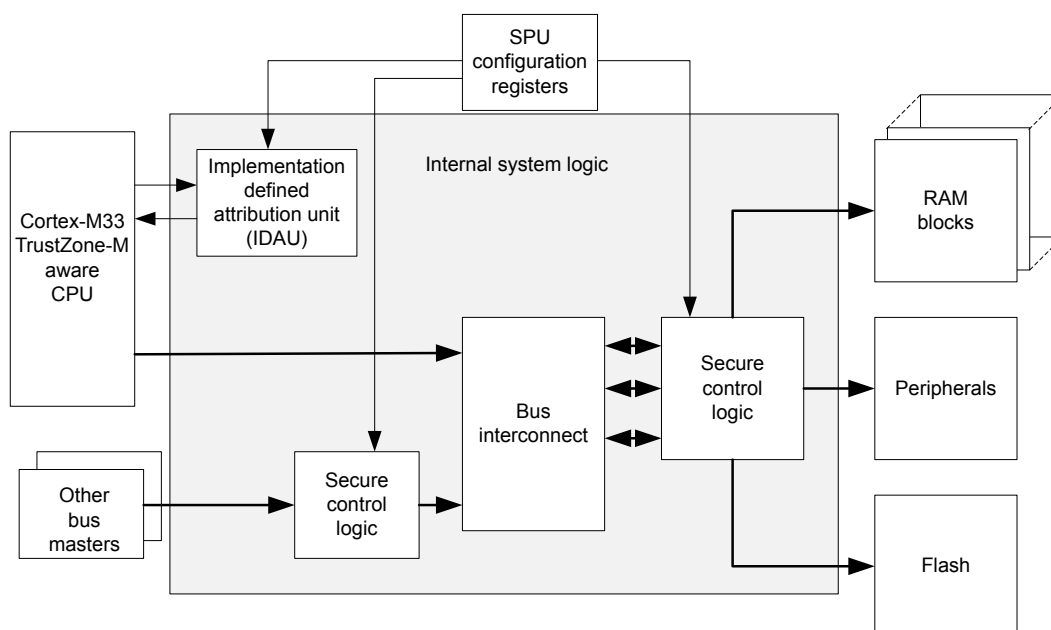 SPU
configuration
registers
Internal system logic
Implementation
defined
attribution unit
(IDAU)
Cortex-M33
TrustZone-M
aware
CPU
RAM
blocks
Bus
interconnect
Secure
control
logic
Peripherals
Other
bus
masters
Secure
control
logic
Flash